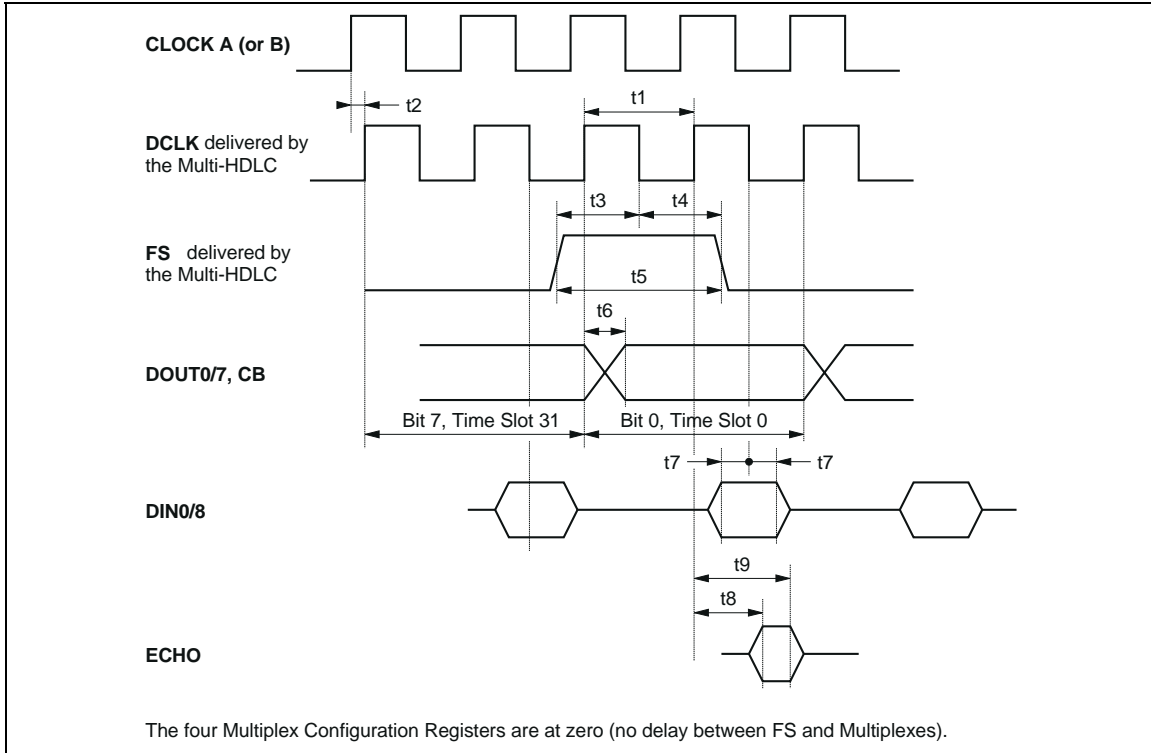 CLOCK A (or B)
t2
t1
DCLK delivered by
the Multi-HDLC
t3
t4
FS delivered by
the Multi-HDLC
t5
t6
DOUT0/7, CB
Bit 7, Time Slot 31
Bit 0, Time Slot 0
t7
t7
DIN0/8
t9
t8
ECHO
The four Multiplex Configuration Registers are at zero (no delay between FS and Multiplexes).